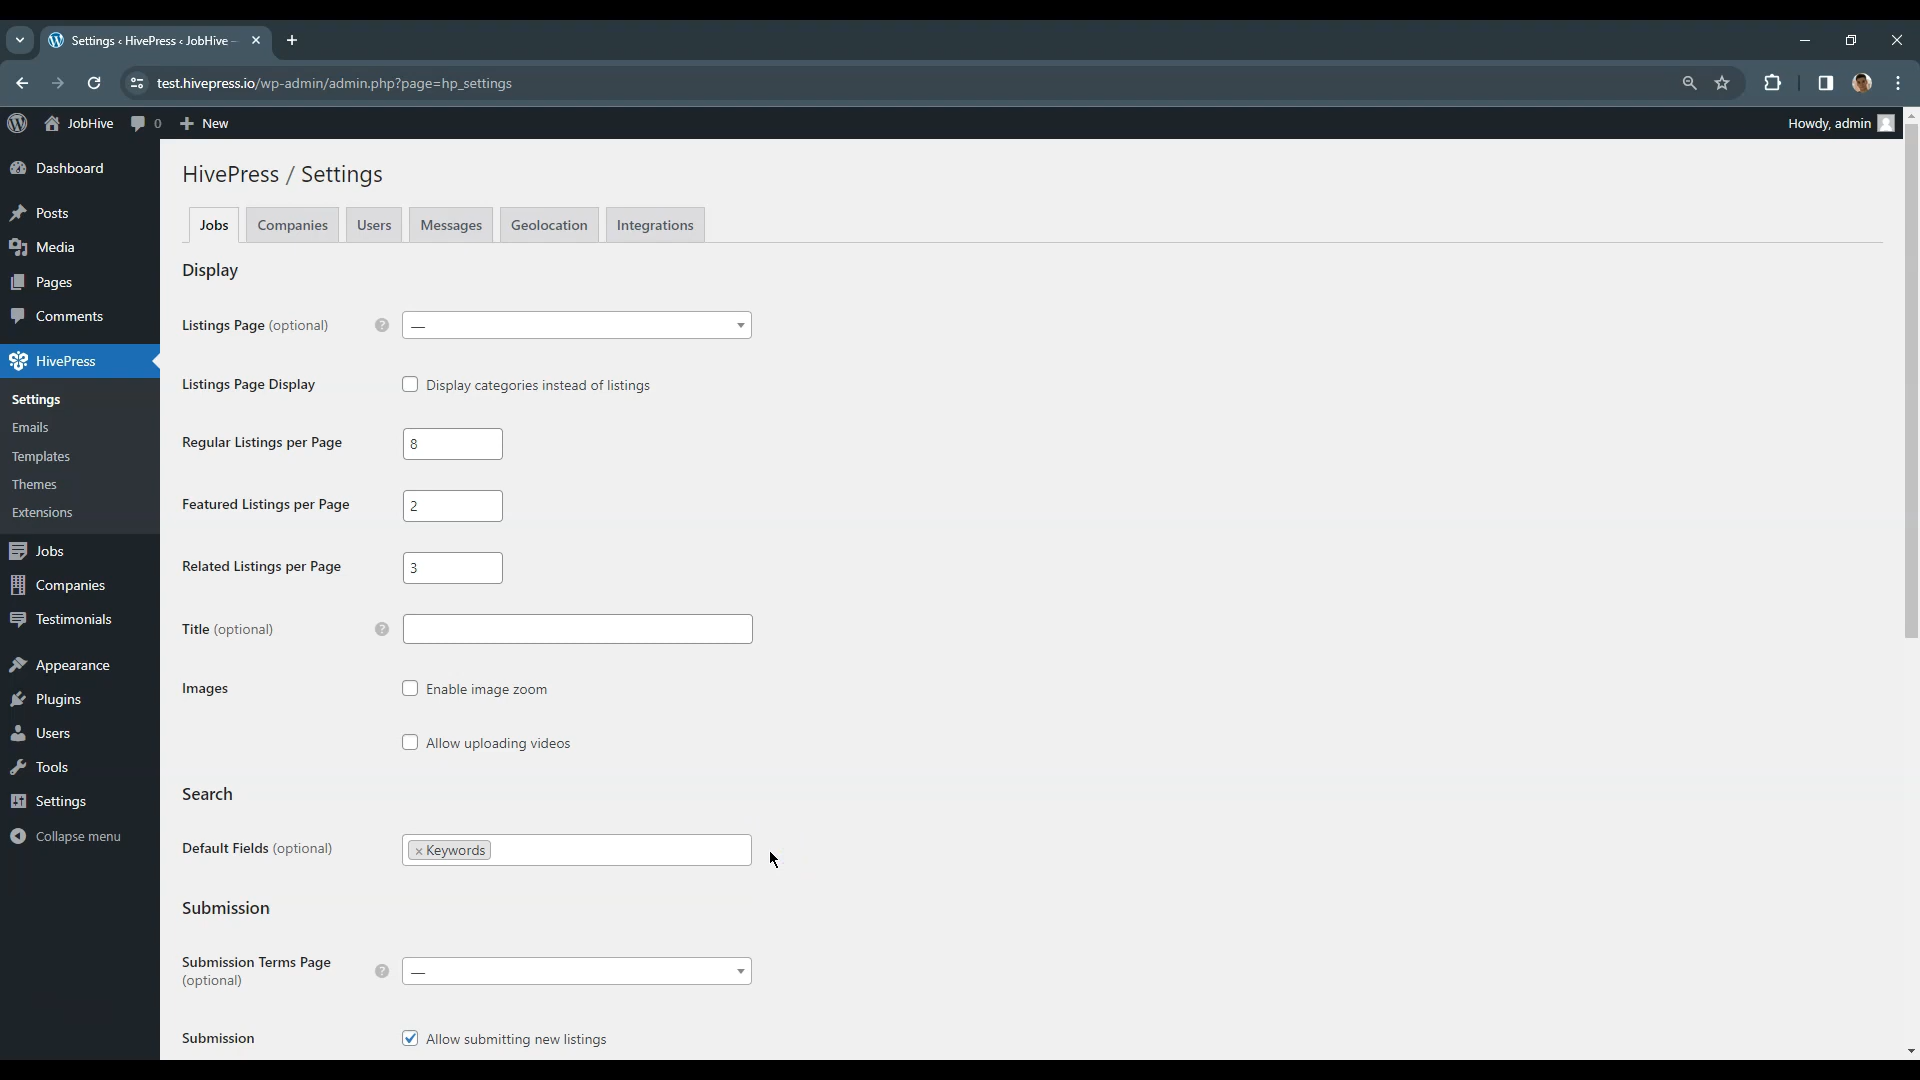 Settings ‹ HivePress ‹ JobHive –
test.hivepress.io/wp-admin/admin.php?page=hp_settings
JobHive 0 New Howdy, admin
Dashboard
Posts
Media
Pages
Comments
HivePress
Settings
Emails
Templates
Themes
Extensions
Jobs
Companies
Testimonials
Appearance
Plugins
Users
Tools
Settings
Collapse menu
HivePress / Settings
Jobs Companies Users Messages Geolocation Integrations
Display
Listings Page (optional) ? —
Listings Page Display Display categories instead of listings
Regular Listings per Page 8
Featured Listings per Page 2
Related Listings per Page 3
Title (optional) ?
Images Enable image zoom
Allow uploading videos
Search
Default Fields (optional) × Keywords
Submission
Submission Terms Page
(optional) ? —
Submission Allow submitting new listings